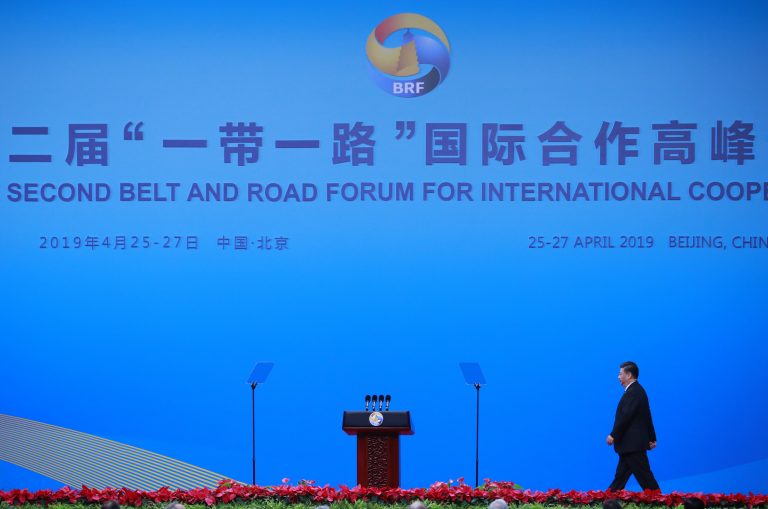 BRF
二届“一带一路”国际合作高峰
SECOND BELT AND ROAD FORUM FOR INTERNATIONAL COOPE
2019年4月25-27日 中国·北京
25-27 APRIL 2019 BEIJING, CHIN